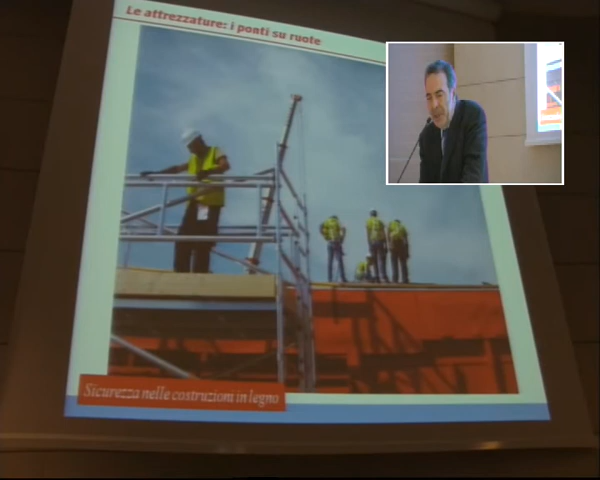 Le attrezzature: i ponti su ruote
Sicurezza nelle costruzioni in legno